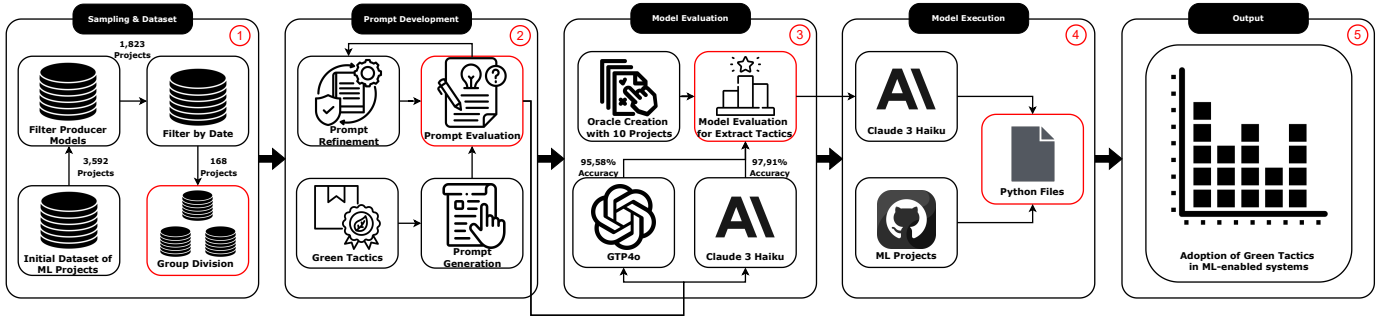 Sampling & Dataset
1
1,823
Projects
Filter Producer
Models
Filter by Date
3,592
Projects
168
Projects
Initial Dataset of
ML Projects
Group Division
Prompt Development
2
Prompt
Refinement
Prompt Evaluation
Green Tactics
Prompt
Generation
Model Evaluation
3
Oracle Creation
with 10 Projects
Model Evaluation
for Extract Tactics
95,58%
Accuracy
97,91%
Accuracy
GTP4o
Claude 3 Haiku
Model Execution
4
Claude 3 Haiku
Python Files
ML Projects
Output
5
Adoption of Green Tactics
in ML-enabled systems